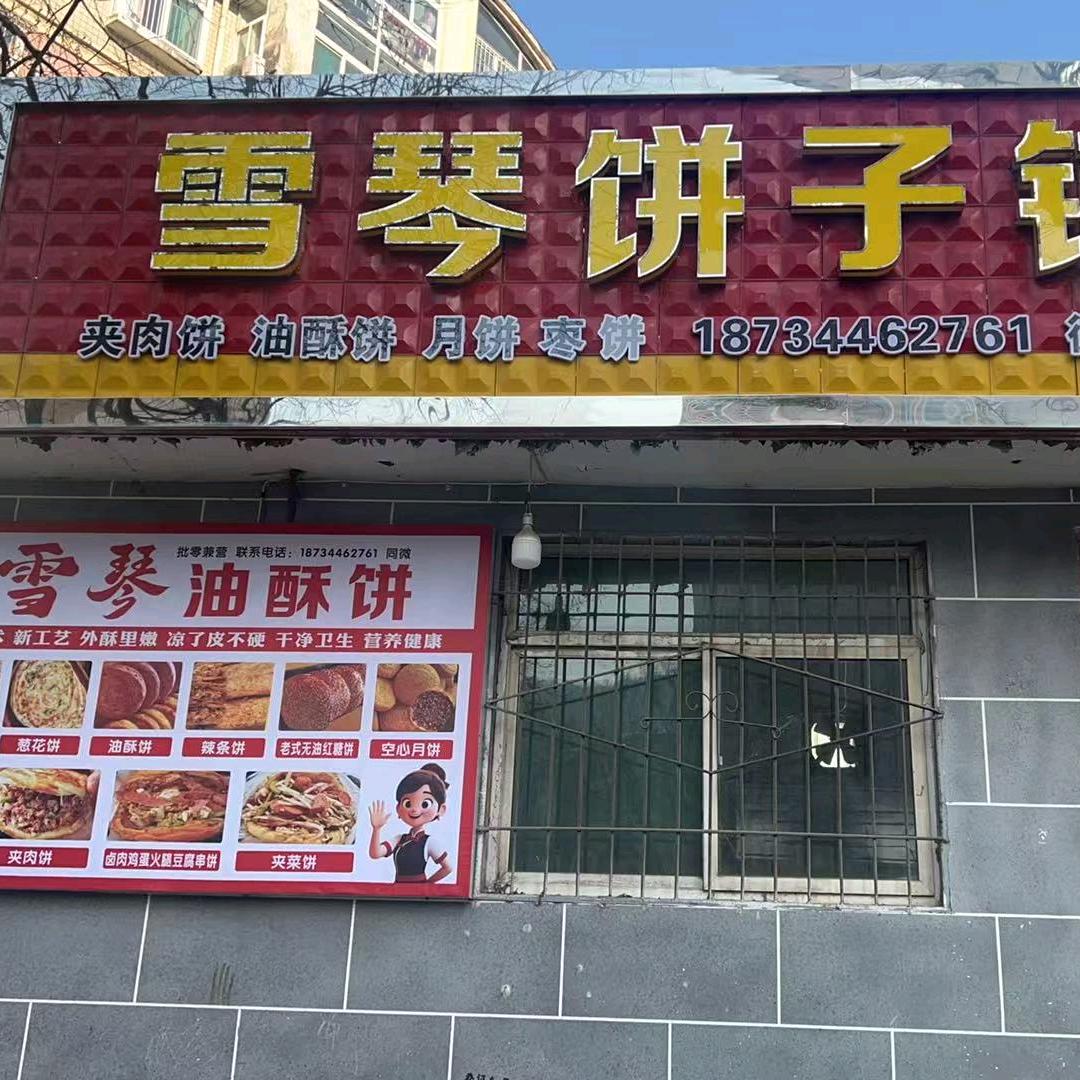 雪琴饼子
夹肉饼 油酥饼 月饼 枣饼 18734462761
批零兼营 联系电话：18734462761 同微
雪琴油酥饼
新工艺 外酥里嫩 凉了皮不硬 干净卫生 营养健康
葱花饼 油酥饼 辣条饼 老式无油红糖饼 空心月饼
夹肉饼 卤肉鸡蛋火腿豆腐串饼 夹菜饼